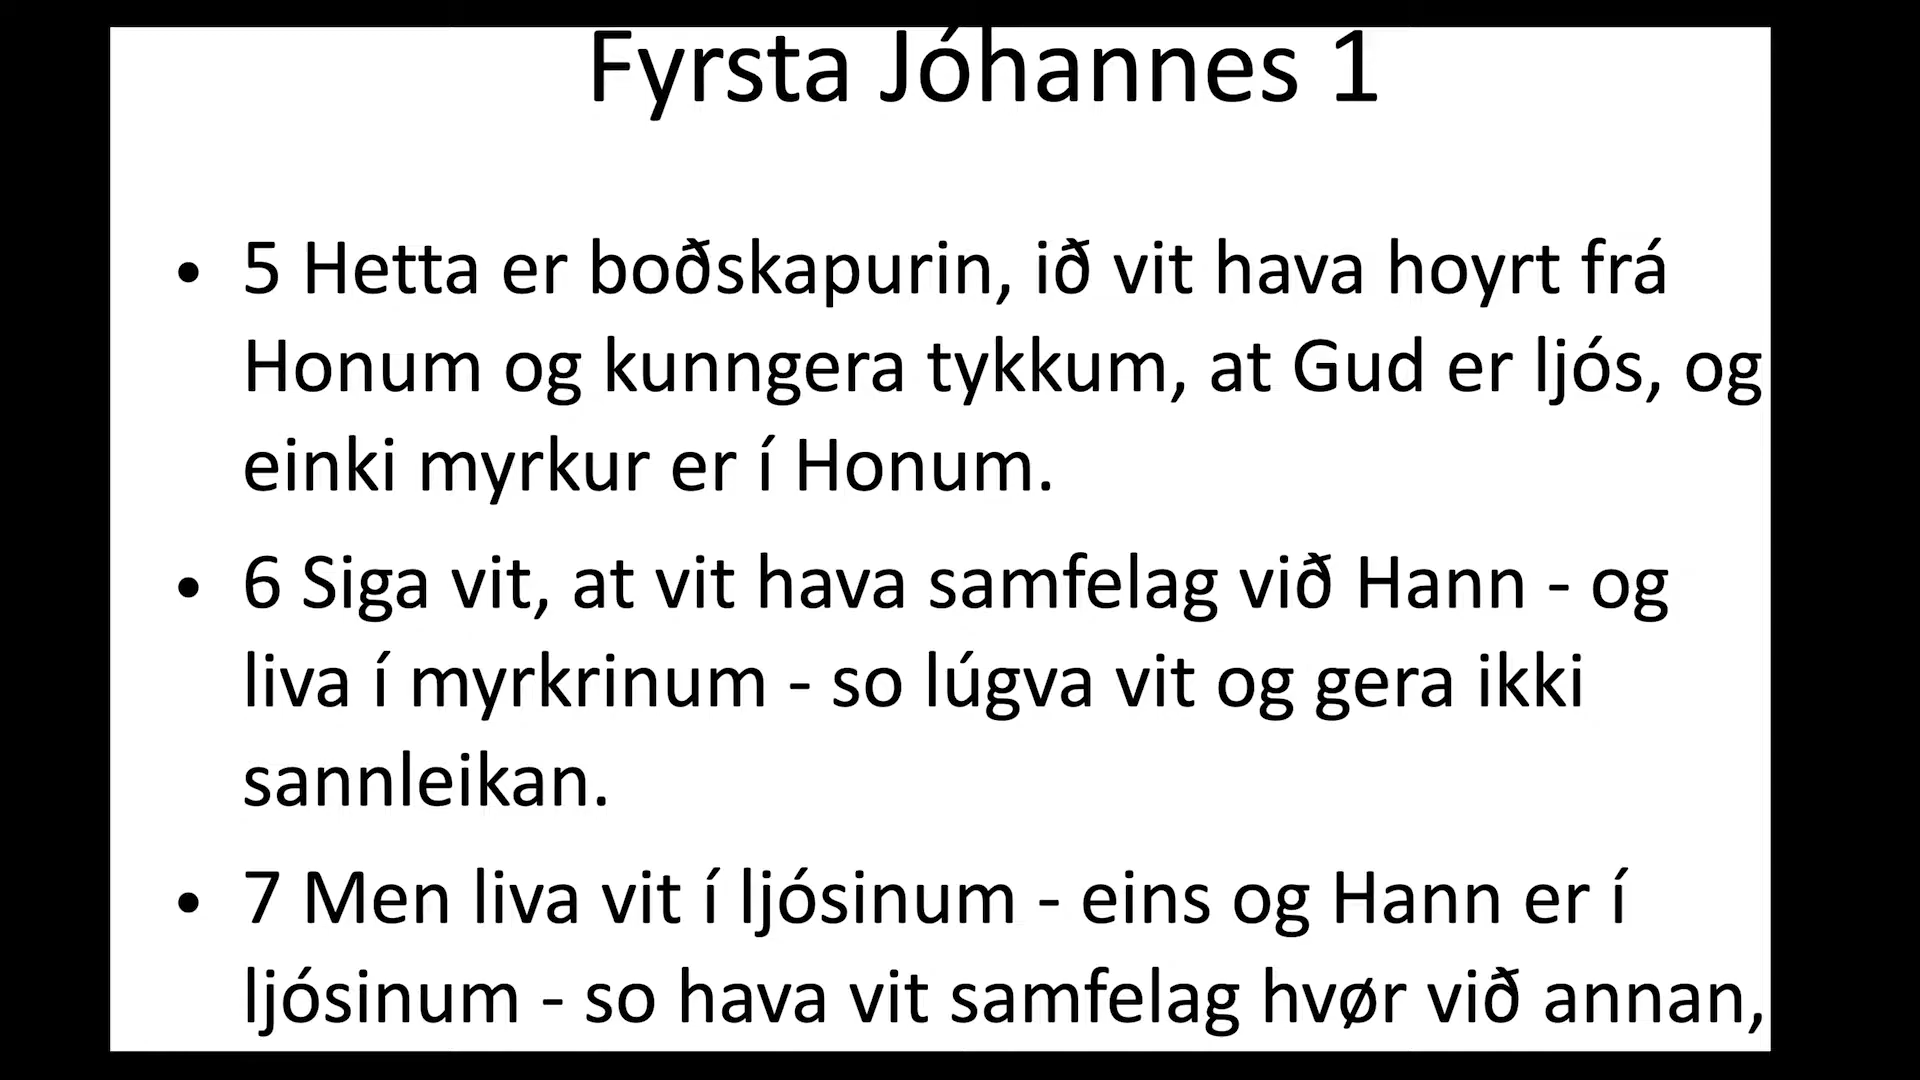 Fyrsta Jóhannes 1
• 5 Hetta er boðskapurin, ið vit hava hoyrt frá
Honum og kunngera tykkum, at Gud er ljós, og
einki myrkur er í Honum.
• 6 Siga vit, at vit hava samfelag við Hann - og
liva í myrkrinum - so lúgva vit og gera ikki
sannleikan.
• 7 Men liva vit í ljósinum - eins og Hann er í
ljósinum - so hava vit samfelag hvør við annan,